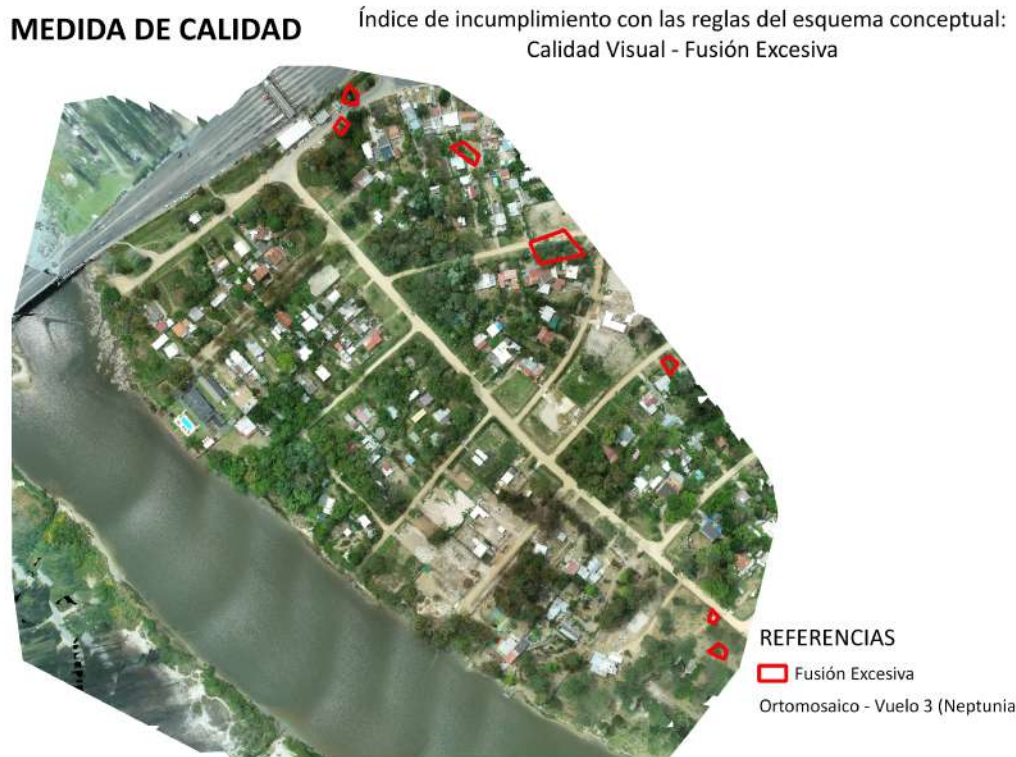 MEDIDA DE CALIDAD
Índice de incumplimiento con las reglas del esquema conceptual:
Calidad Visual - Fusión Excesiva
REFERENCIAS
Fusión Excesiva
Ortomosaico - Vuelo 3 (Neptunia